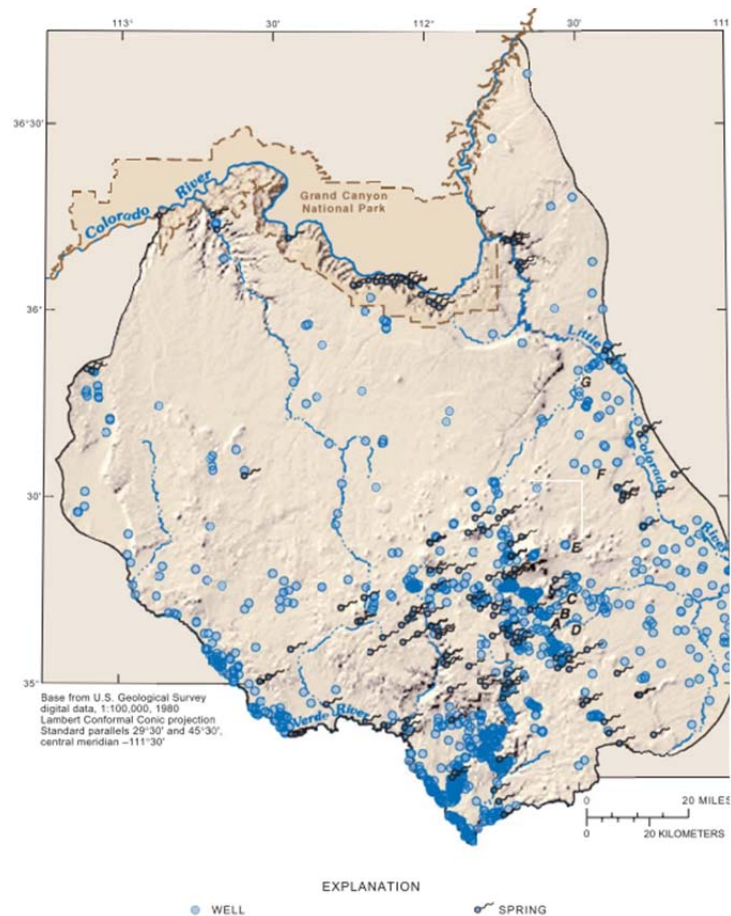 113°
30'
112°
30'
111
36°30'
Colorado River
Grand Canyon
National Park
36°
Little
G
Colorado
F
30'
River
E
C
B
A
D
35°
Base from U.S. Geological Survey
digital data, 1:100,000, 1980
Lambert Conformal Conic projection
Standard parallels 29°30' and 45°30',
central meridian –111°30'
Verde River
0 20 MILES
0 20 KILOMETERS
EXPLANATION
WELL SPRING